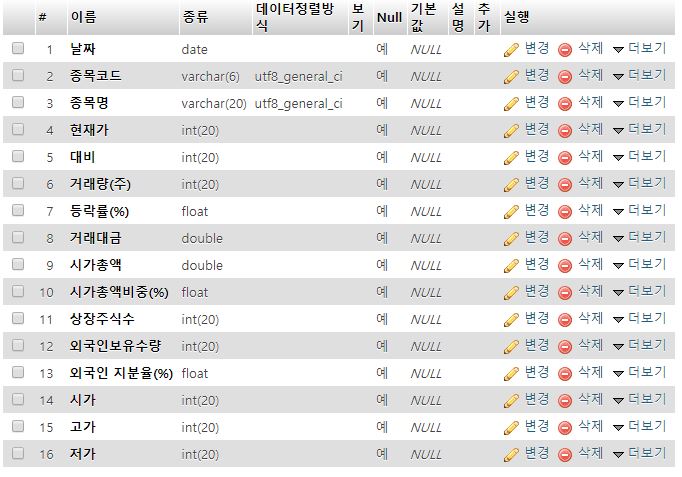 # 이름 종류 데이터정렬방식 보기 Null 기본값 설명 추가 실행
1 날짜 date 예 NULL 변경 삭제 더보기
2 종목코드 varchar(6) utf8_general_ci 예 NULL 변경 삭제 더보기
3 종목명 varchar(20) utf8_general_ci 예 NULL 변경 삭제 더보기
4 현재가 int(20) 예 NULL 변경 삭제 더보기
5 대비 int(20) 예 NULL 변경 삭제 더보기
6 거래량(주) int(20) 예 NULL 변경 삭제 더보기
7 등락률(%) float 예 NULL 변경 삭제 더보기
8 거래대금 double 예 NULL 변경 삭제 더보기
9 시가총액 double 예 NULL 변경 삭제 더보기
10 시가총액비중(%) float 예 NULL 변경 삭제 더보기
11 상장주식수 int(20) 예 NULL 변경 삭제 더보기
12 외국인보유수량 int(20) 예 NULL 변경 삭제 더보기
13 외국인 지분율(%) float 예 NULL 변경 삭제 더보기
14 시가 int(20) 예 NULL 변경 삭제 더보기
15 고가 int(20) 예 NULL 변경 삭제 더보기
16 저가 int(20) 예 NULL 변경 삭제 더보기